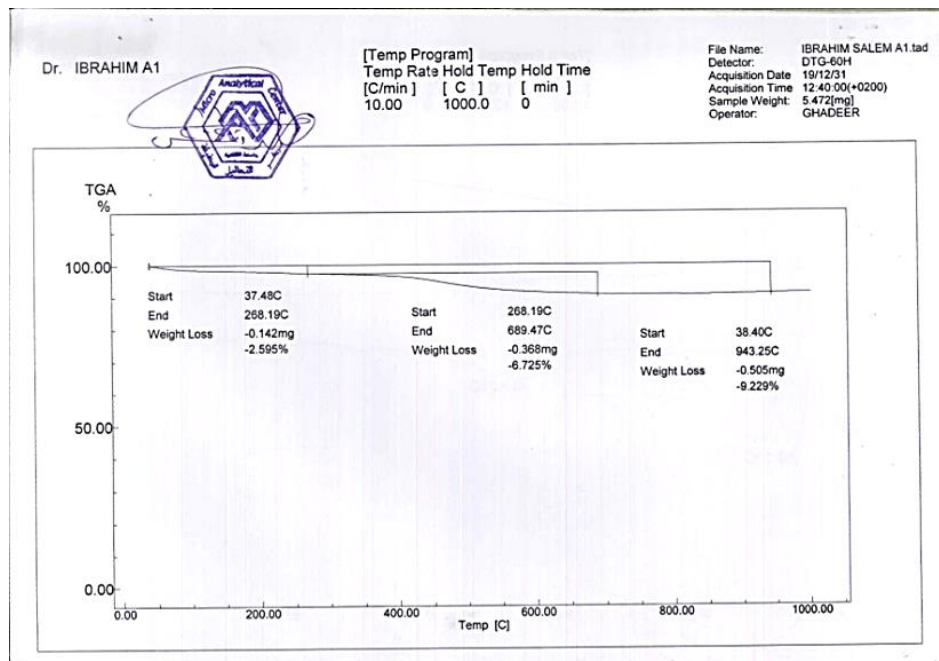 Dr. IBRAHIM A1
[Temp Program]
Temp Rate Hold Temp Hold Time
[C/min ] [ C ] [ min ]
10.00 1000.0 0
File Name: IBRAHIM SALEM A1.tad
Detector: DTG-60H
Acquisition Date 19/12/31
Acquisition Time 12:40:00(+0200)
Sample Weight: 5.472[mg]
Operator: GHADEER
Micro Analytical Center
TGA
%
100.00
50.00
0.00
Start 37.48C
End 268.19C
Weight Loss -0.142mg
-2.595%
Start 268.19C
End 689.47C
Weight Loss -0.368mg
-6.725%
Start 38.40C
End 943.25C
Weight Loss -0.505mg
-9.229%
0.00 200.00 400.00 600.00 800.00 1000.00
Temp [C]